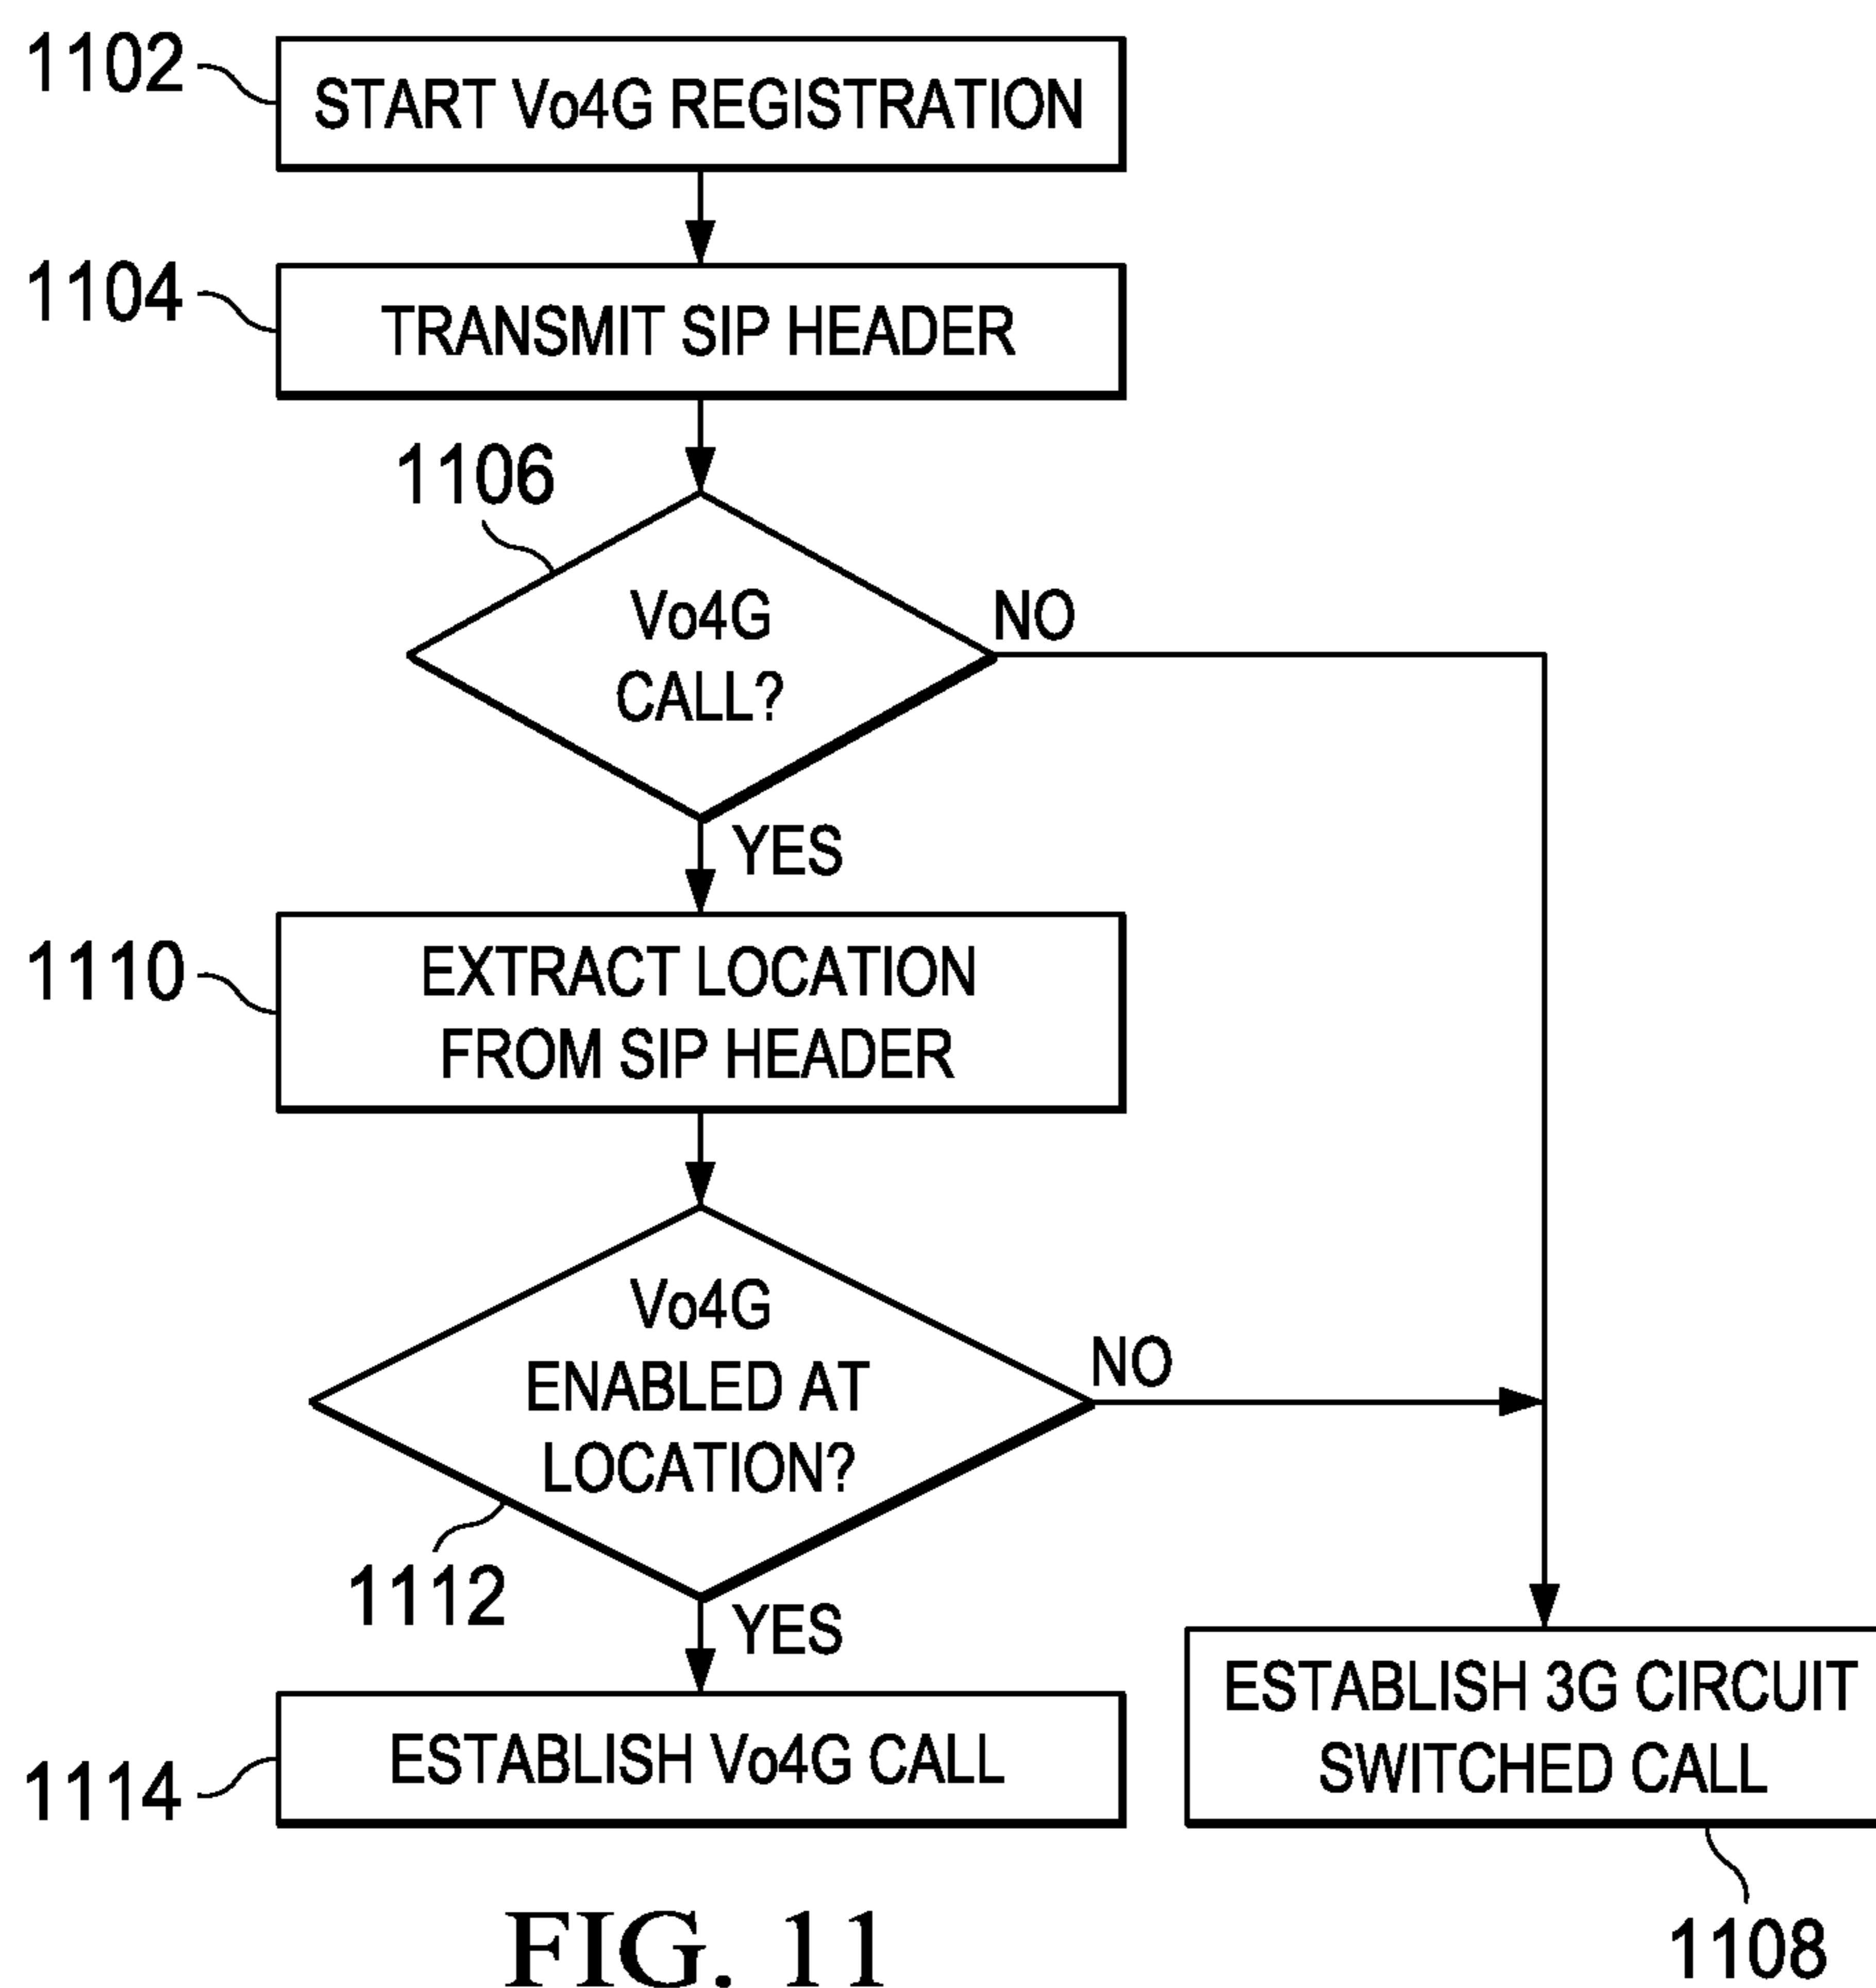 1102
START Vo4G REGISTRATION
1104
TRANSMIT SIP HEADER
1106
Vo4G
CALL?
NO
YES
1110
EXTRACT LOCATION
FROM SIP HEADER
Vo4G
ENABLED AT
LOCATION?
NO
1112
YES
1114
ESTABLISH Vo4G CALL
ESTABLISH 3G CIRCUIT
SWITCHED CALL
1108
FIG. 11